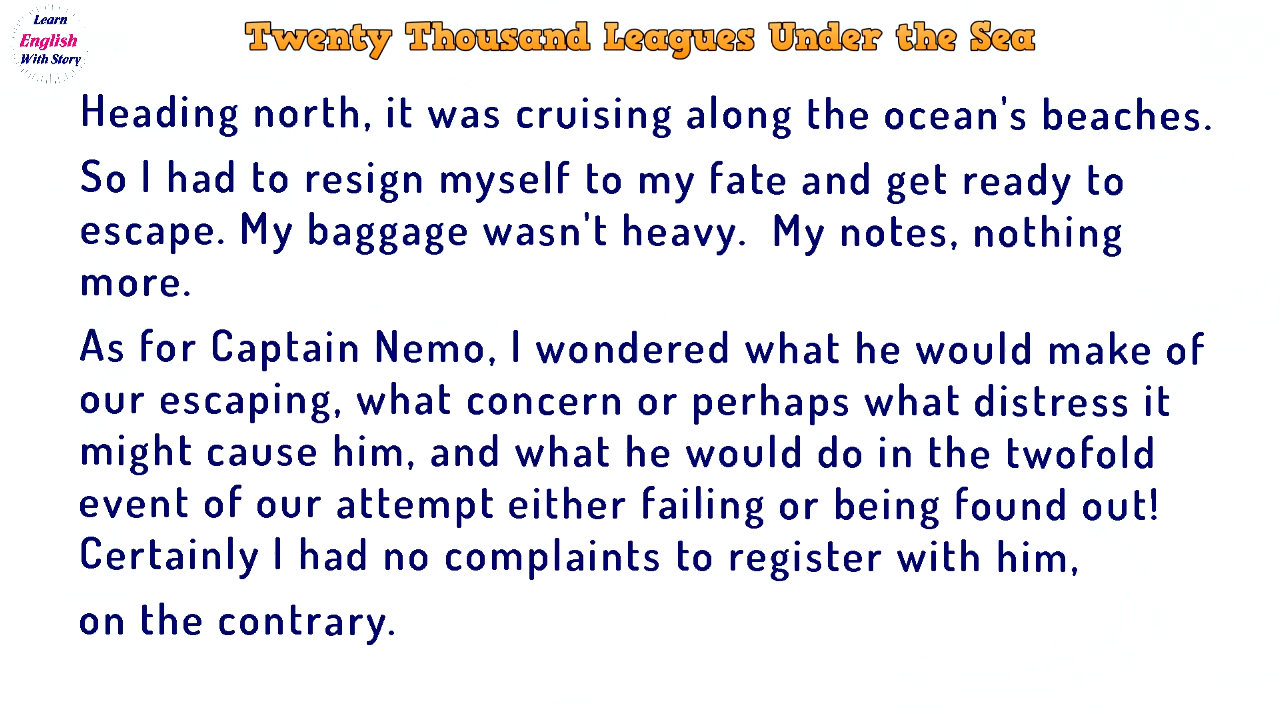 Learn
English
With Story
Twenty Thousand Leagues Under the Sea
Heading north, it was cruising along the ocean's beaches.
So I had to resign myself to my fate and get ready to
escape. My baggage wasn't heavy.  My notes, nothing
more.
As for Captain Nemo, I wondered what he would make of
our escaping, what concern or perhaps what distress it
might cause him, and what he would do in the twofold
event of our attempt either failing or being found out!
Certainly I had no complaints to register with him,
on the contrary.